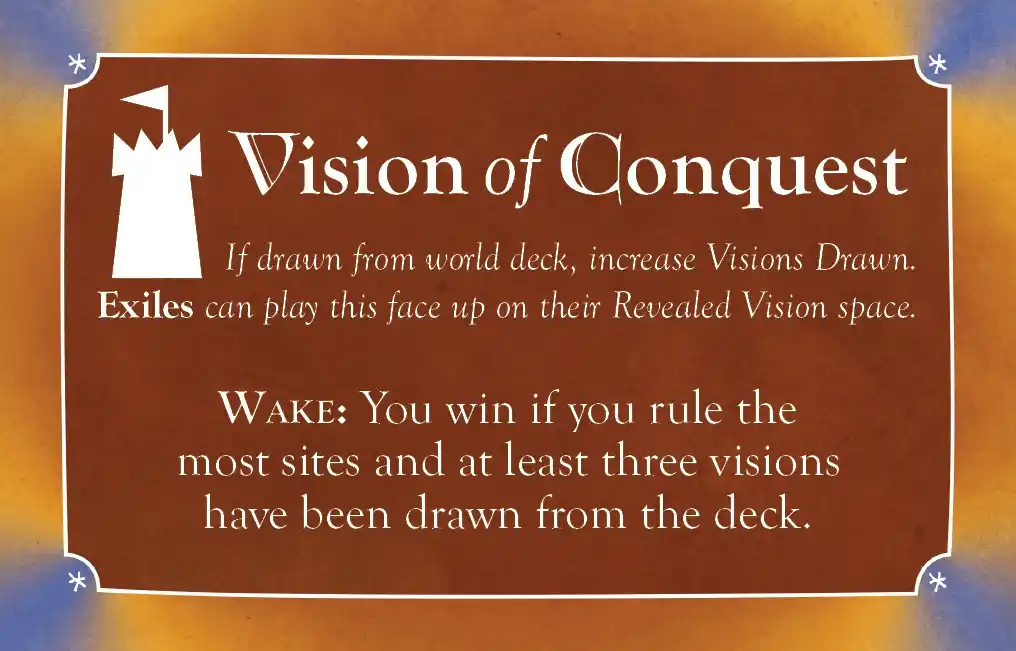 Vision of Conquest
If drawn from world deck, increase Visions Drawn.
Exiles can play this face up on their Revealed Vision space.
WAKE: You win if you rule the
most sites and at least three visions
have been drawn from the deck.